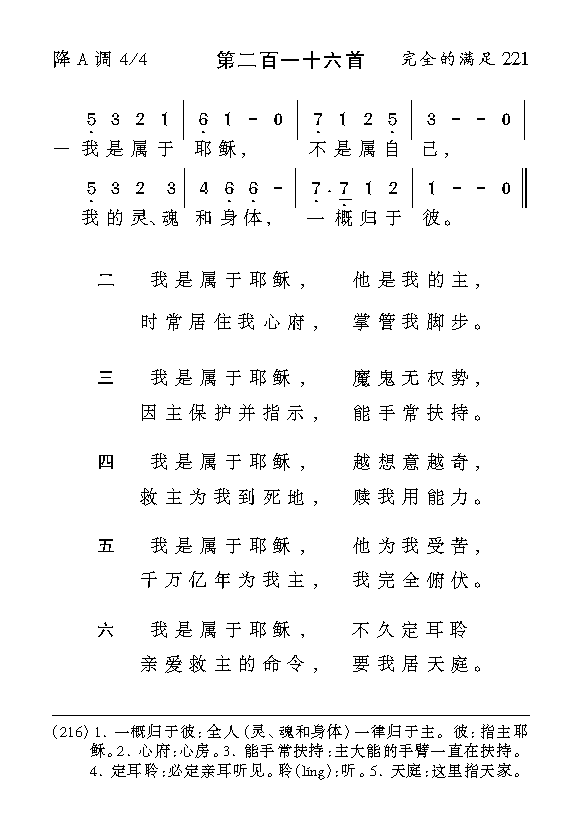 降A调 4/4 第二百一十六首 完全的满足 221
5 3 2 1 | 6 1 - 0 | 7 1 2 5 | 3 - - 0 |
一 我是属于 耶稣, 不是属自 己,
5 3 2 3 | 4 6 6 - | 7 . 7 1 2 | 1 - - 0 ‖
我的灵、魂 和身体, 一概归于 彼。
二 我是属于耶稣, 他是我的主,
时常居住我心府, 掌管我脚步。
三 我是属于耶稣, 魔鬼无权势,
因主保护并指示, 能手常扶持。
四 我是属于耶稣, 越想意越奇,
救主为我到死地, 赎我用能力。
五 我是属于耶稣, 他为我受苦,
千万亿年为我主, 我完全俯伏。
六 我是属于耶稣, 不久定耳聆
亲爱救主的命令, 要我居天庭。
(216) 1. 一概归于彼:全人(灵、魂和身体)一律归于主。彼:指主耶
稣。2. 心府:心房。3. 能手常扶持:主大能的手臂一直在扶持。
4. 定耳聆:必定亲耳听见。聆(líng):听。5. 天庭:这里指天家。